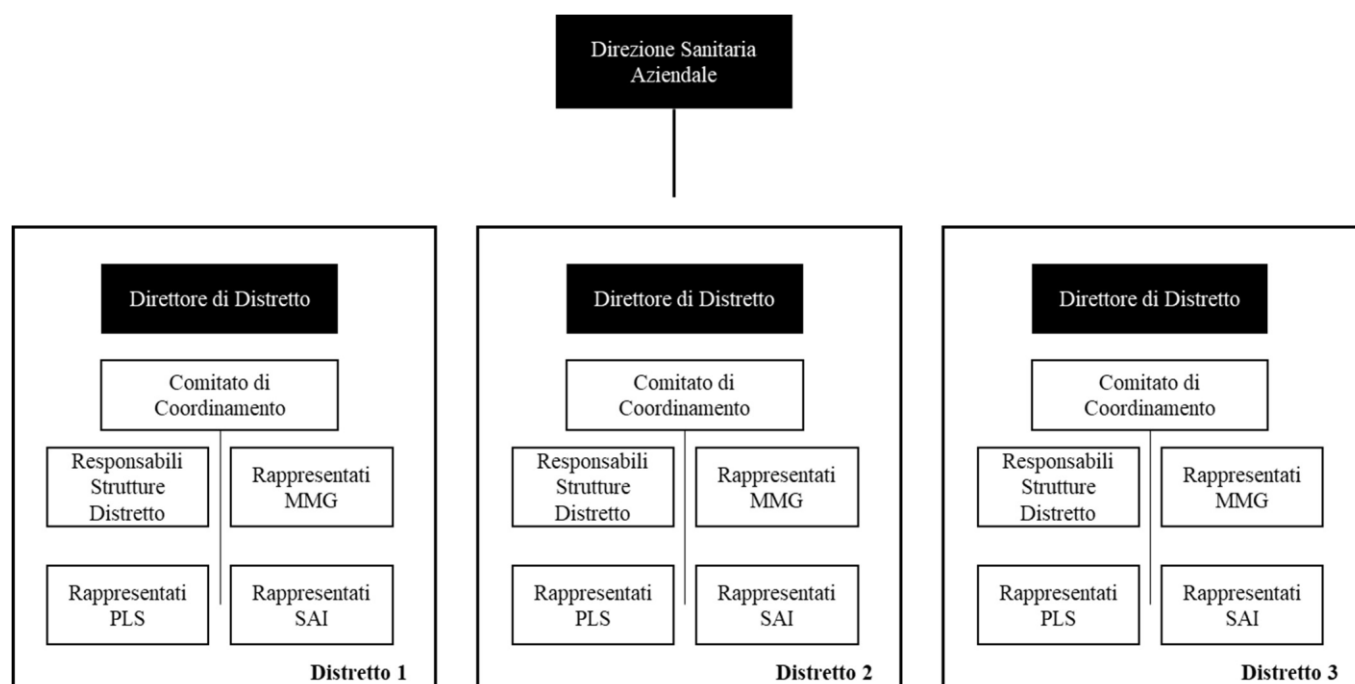 Direzione Sanitaria
Aziendale
Direttore di Distretto
Comitato di
Coordinamento
Responsabili
Strutture
Distretto
Rappresentati
MMG
Rappresentati
PLS
Rappresentati
SAI
Distretto 1
Direttore di Distretto
Comitato di
Coordinamento
Responsabili
Strutture
Distretto
Rappresentati
MMG
Rappresentati
PLS
Rappresentati
SAI
Distretto 2
Direttore di Distretto
Comitato di
Coordinamento
Responsabili
Strutture
Distretto
Rappresentati
MMG
Rappresentati
PLS
Rappresentati
SAI
Distretto 3